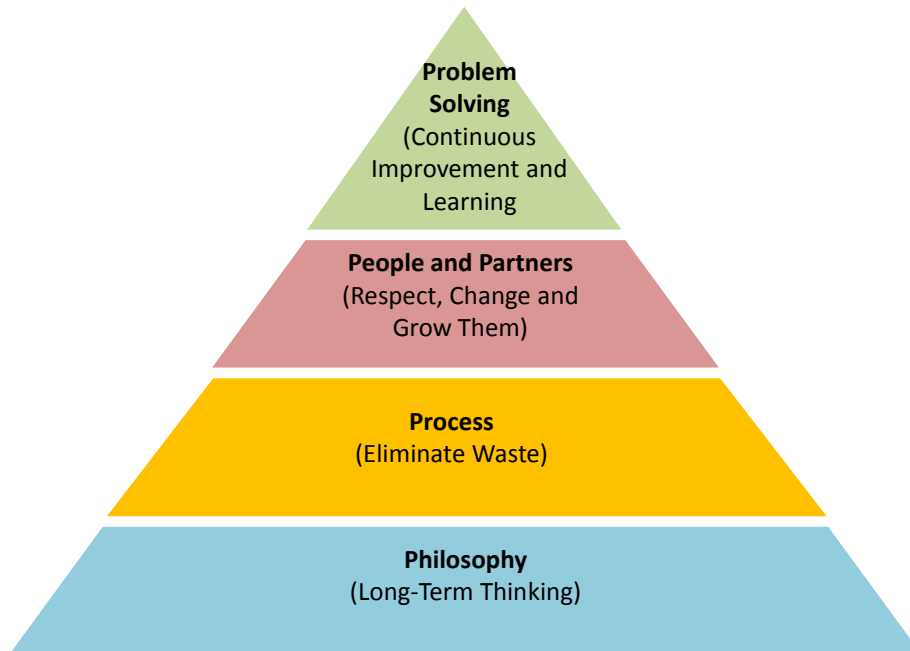 Problem
Solving
(Continuous
Improvement and
Learning
People and Partners
(Respect, Change and
Grow Them)
Process
(Eliminate Waste)
Philosophy
(Long-Term Thinking)